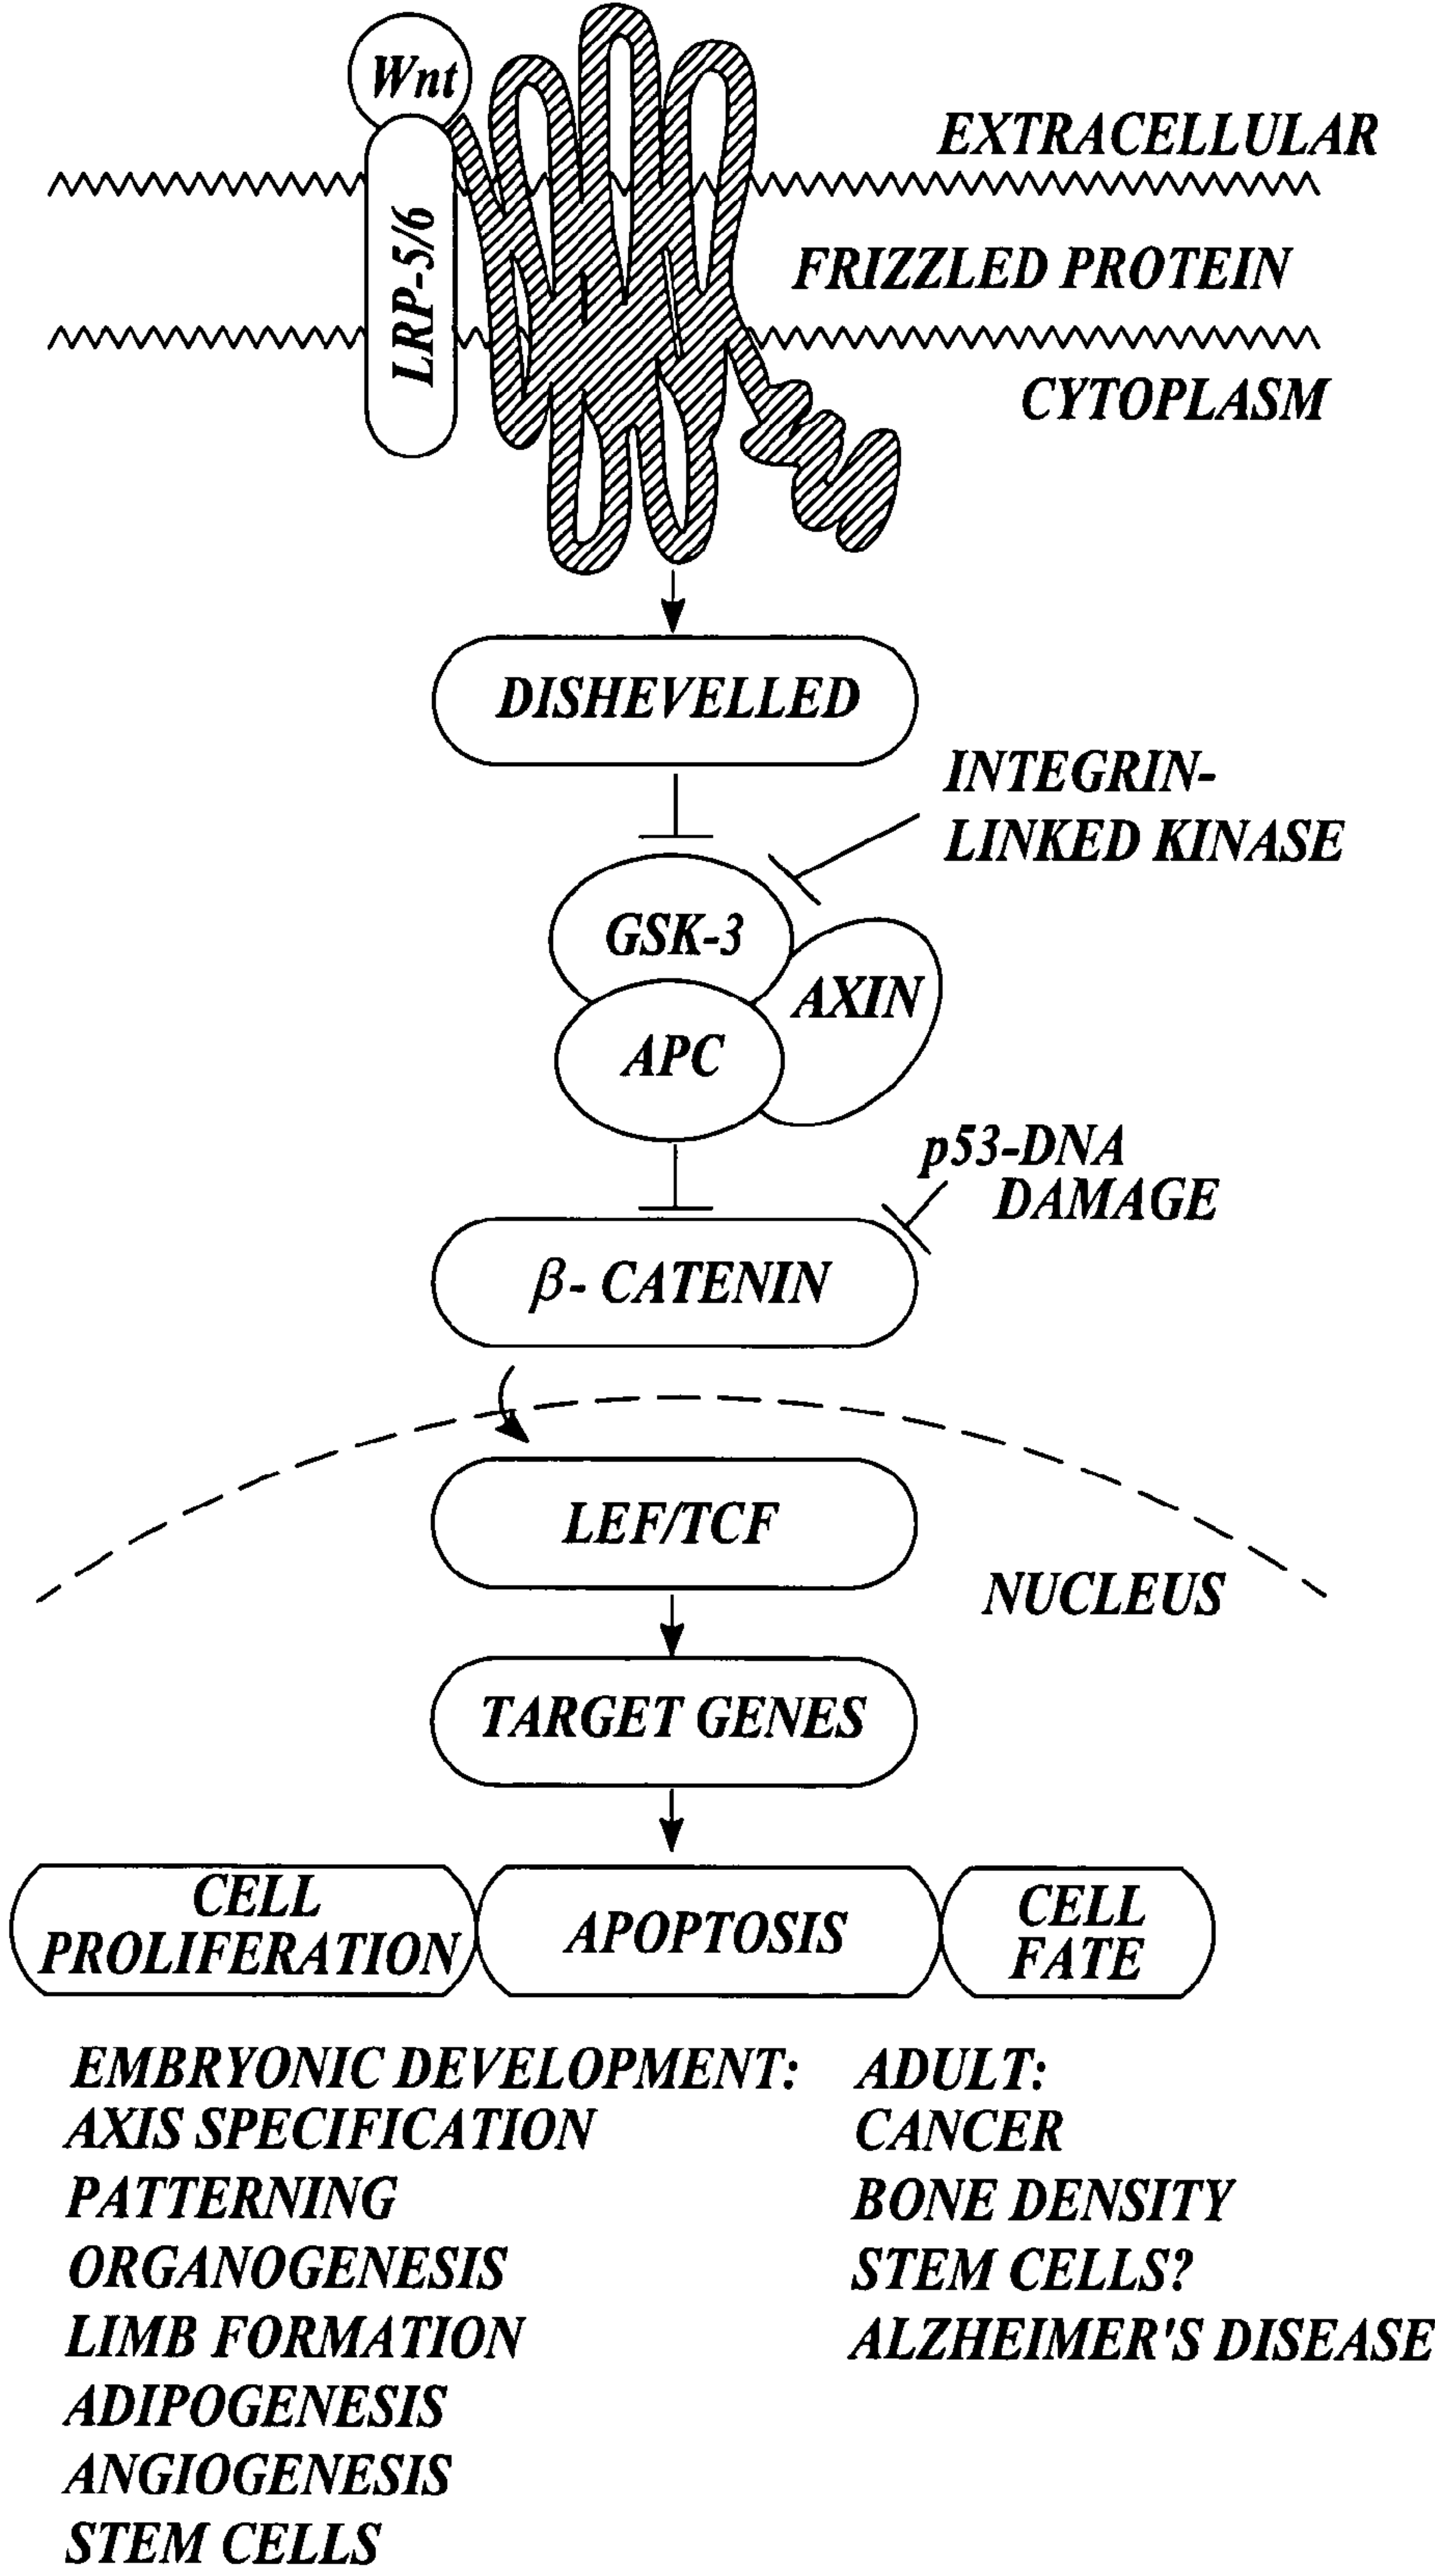 Wnt
EXTRACELLULAR
LRP-5/6
FRIZZLED PROTEIN
CYTOPLASM
DISHEVELLED
INTEGRIN-
LINKED KINASE
GSK-3
AXIN
APC
p53-DNA
DAMAGE
β- CATENIN
LEF/TCF
NUCLEUS
TARGET GENES
CELL
PROLIFERATION
APOPTOSIS
CELL
FATE
EMBRYONIC DEVELOPMENT:
AXIS SPECIFICATION
PATTERNING
ORGANOGENESIS
LIMB FORMATION
ADIPOGENESIS
ANGIOGENESIS
STEM CELLS
ADULT:
CANCER
BONE DENSITY
STEM CELLS?
ALZHEIMER'S DISEASE